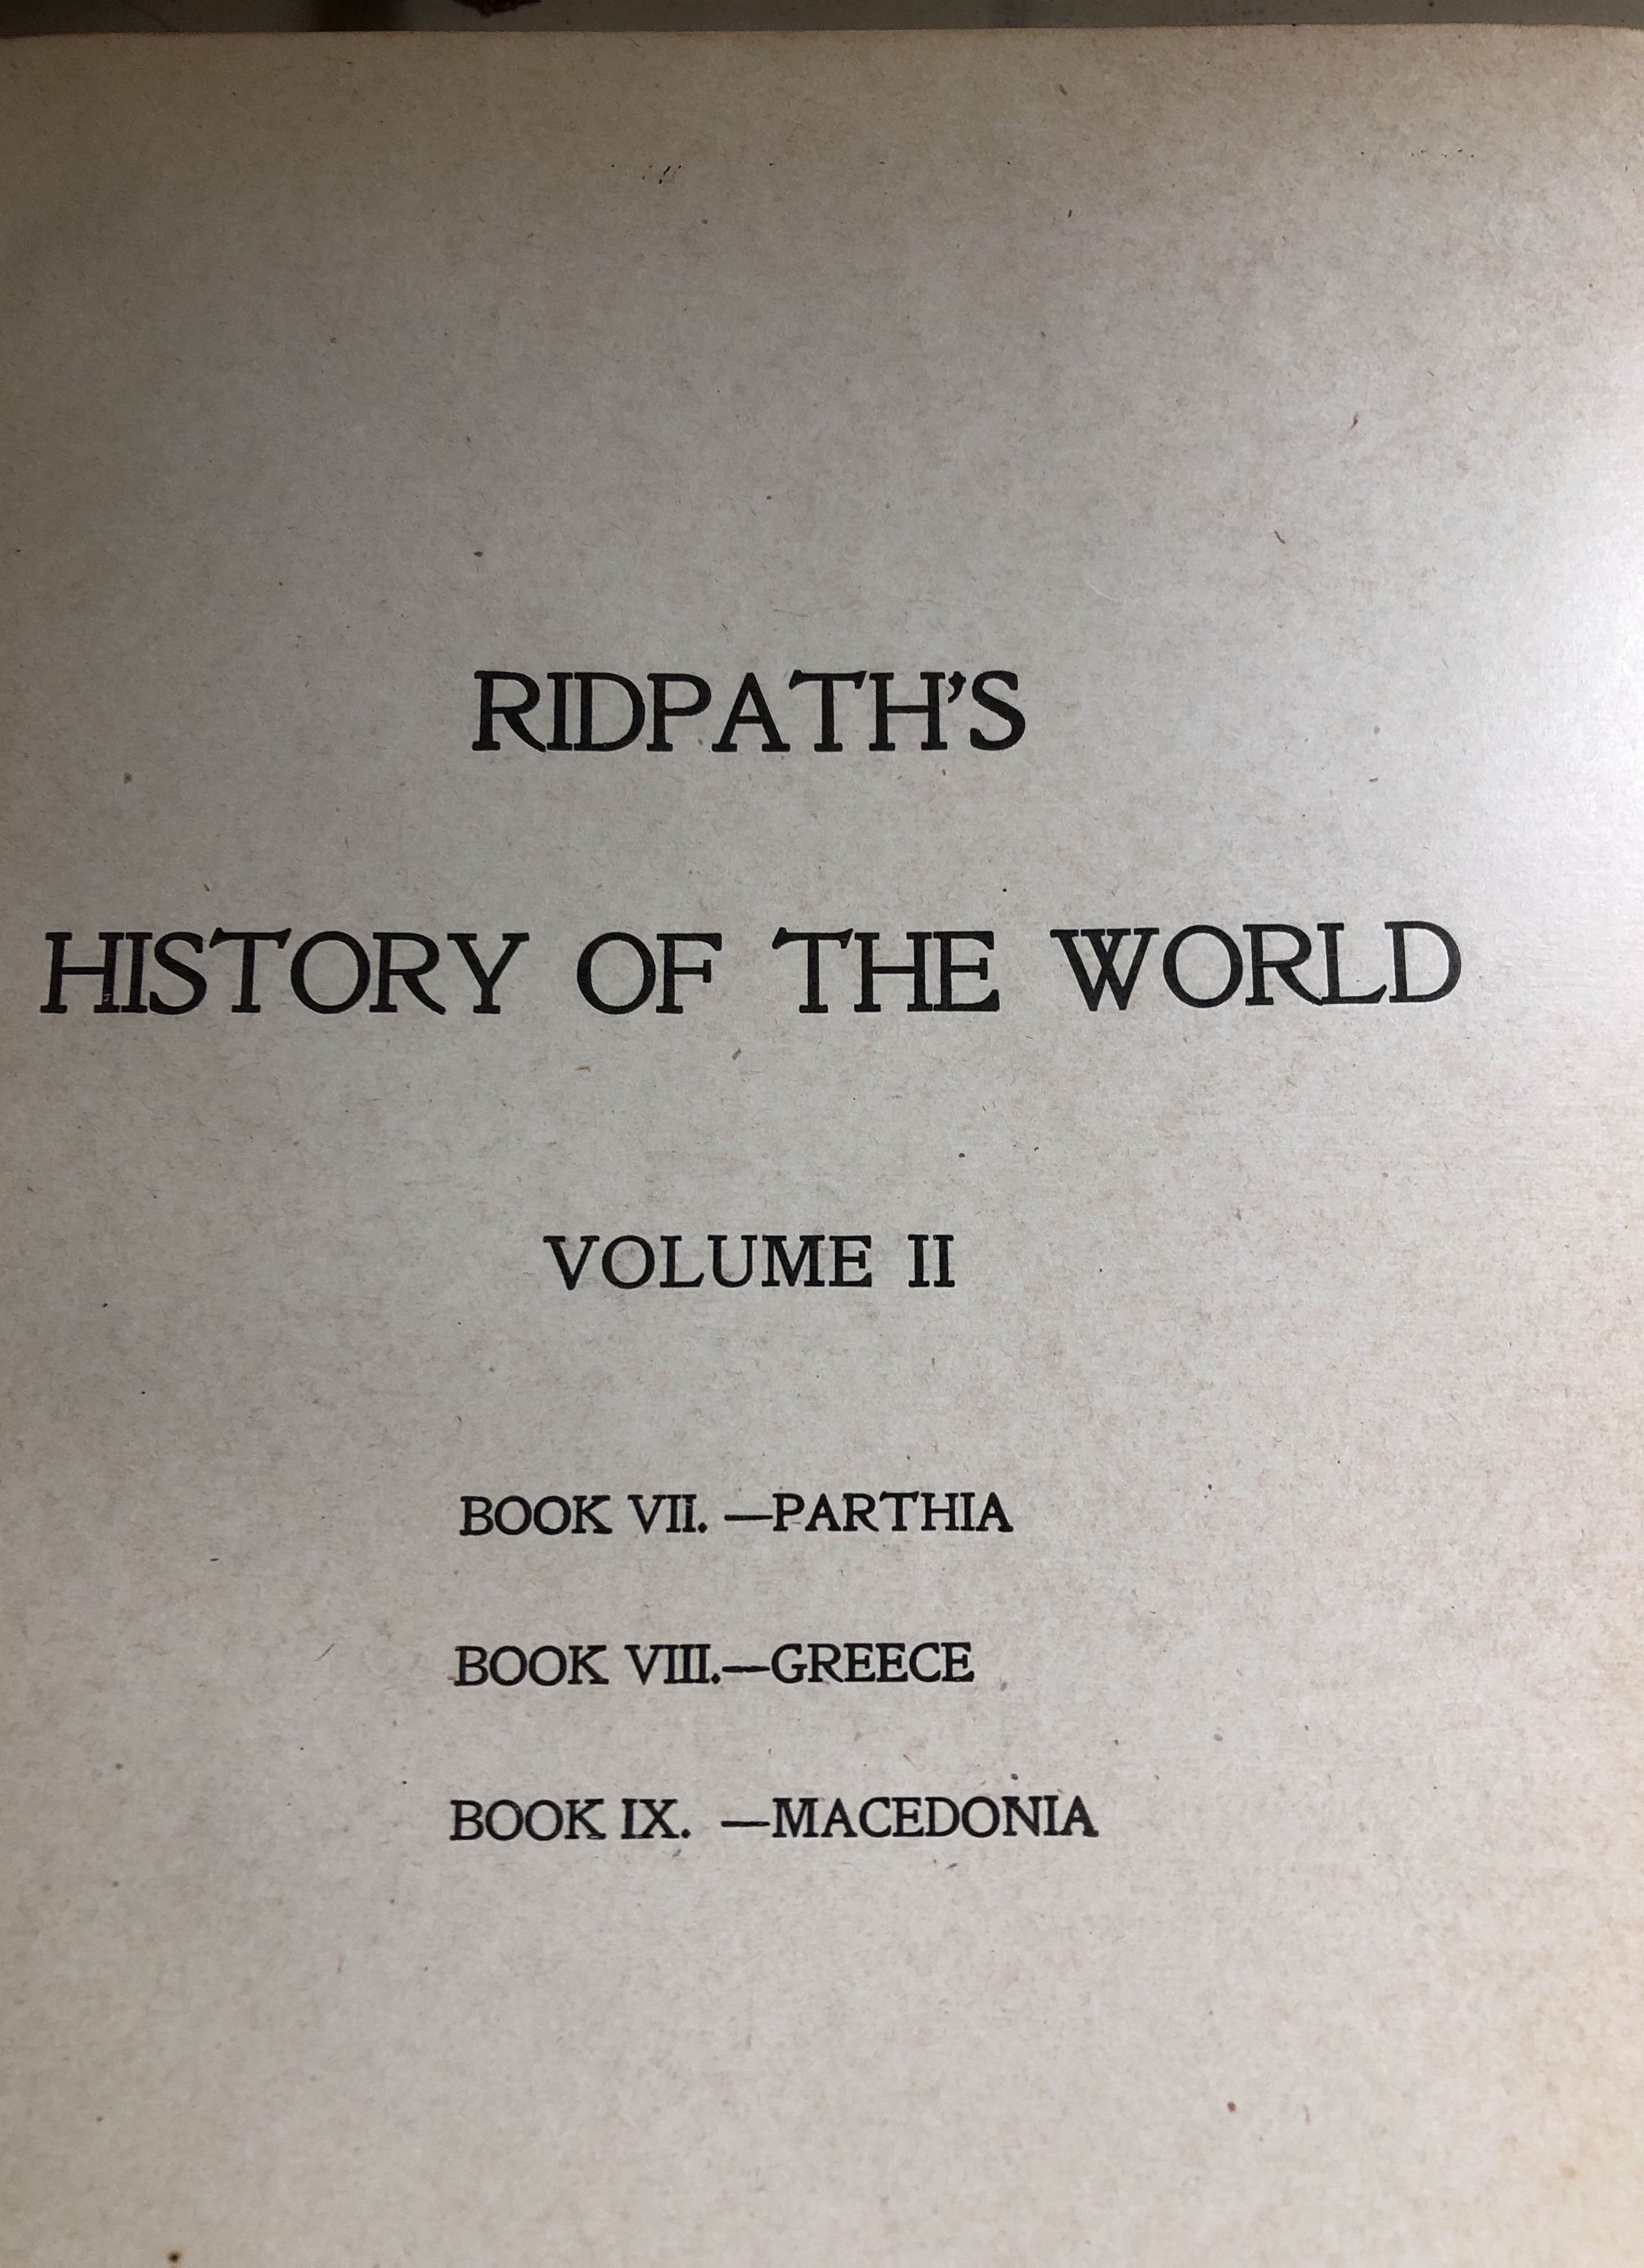 RIDPATH'S
HISTORY OF THE WORLD
VOLUME II
BOOK VII. —PARTHIA
BOOK VIII.—GREECE
BOOK IX. —MACEDONIA